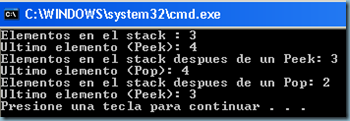 C:\WINDOWS\system32\cmd.exe
Elementos en el stack : 3
Ultimo elemento (Peek): 4
Elementos en el stack despues de un Peek: 3
Ultimo elemento (Pop): 4
Elementos en el stack despues de un Pop: 2
Ultimo elemento (Peek): 3
Presione una tecla para continuar . . .